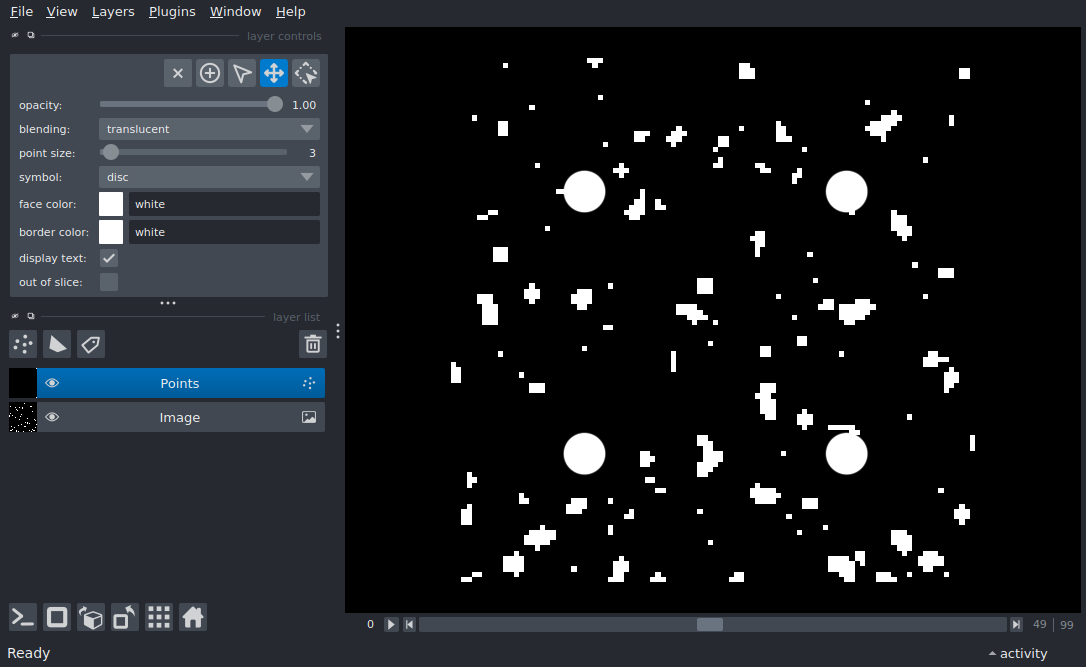 File View Layers Plugins Window Help
layer controls
opacity: 1.00
blending: translucent
point size: 3
symbol: disc
face color: white
border color: white
display text:
out of slice:
layer list
Points
Image
0 49 99
Ready
activity